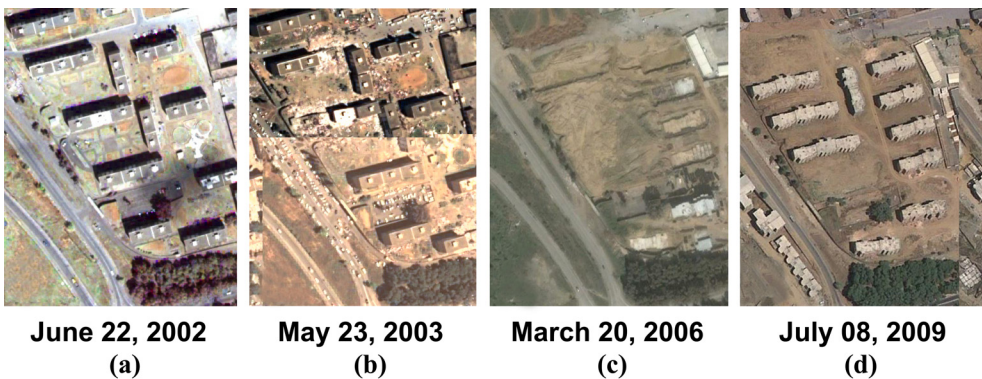 June 22, 2002
May 23, 2003
March 20, 2006
July 08, 2009
(a)
(b)
(c)
(d)